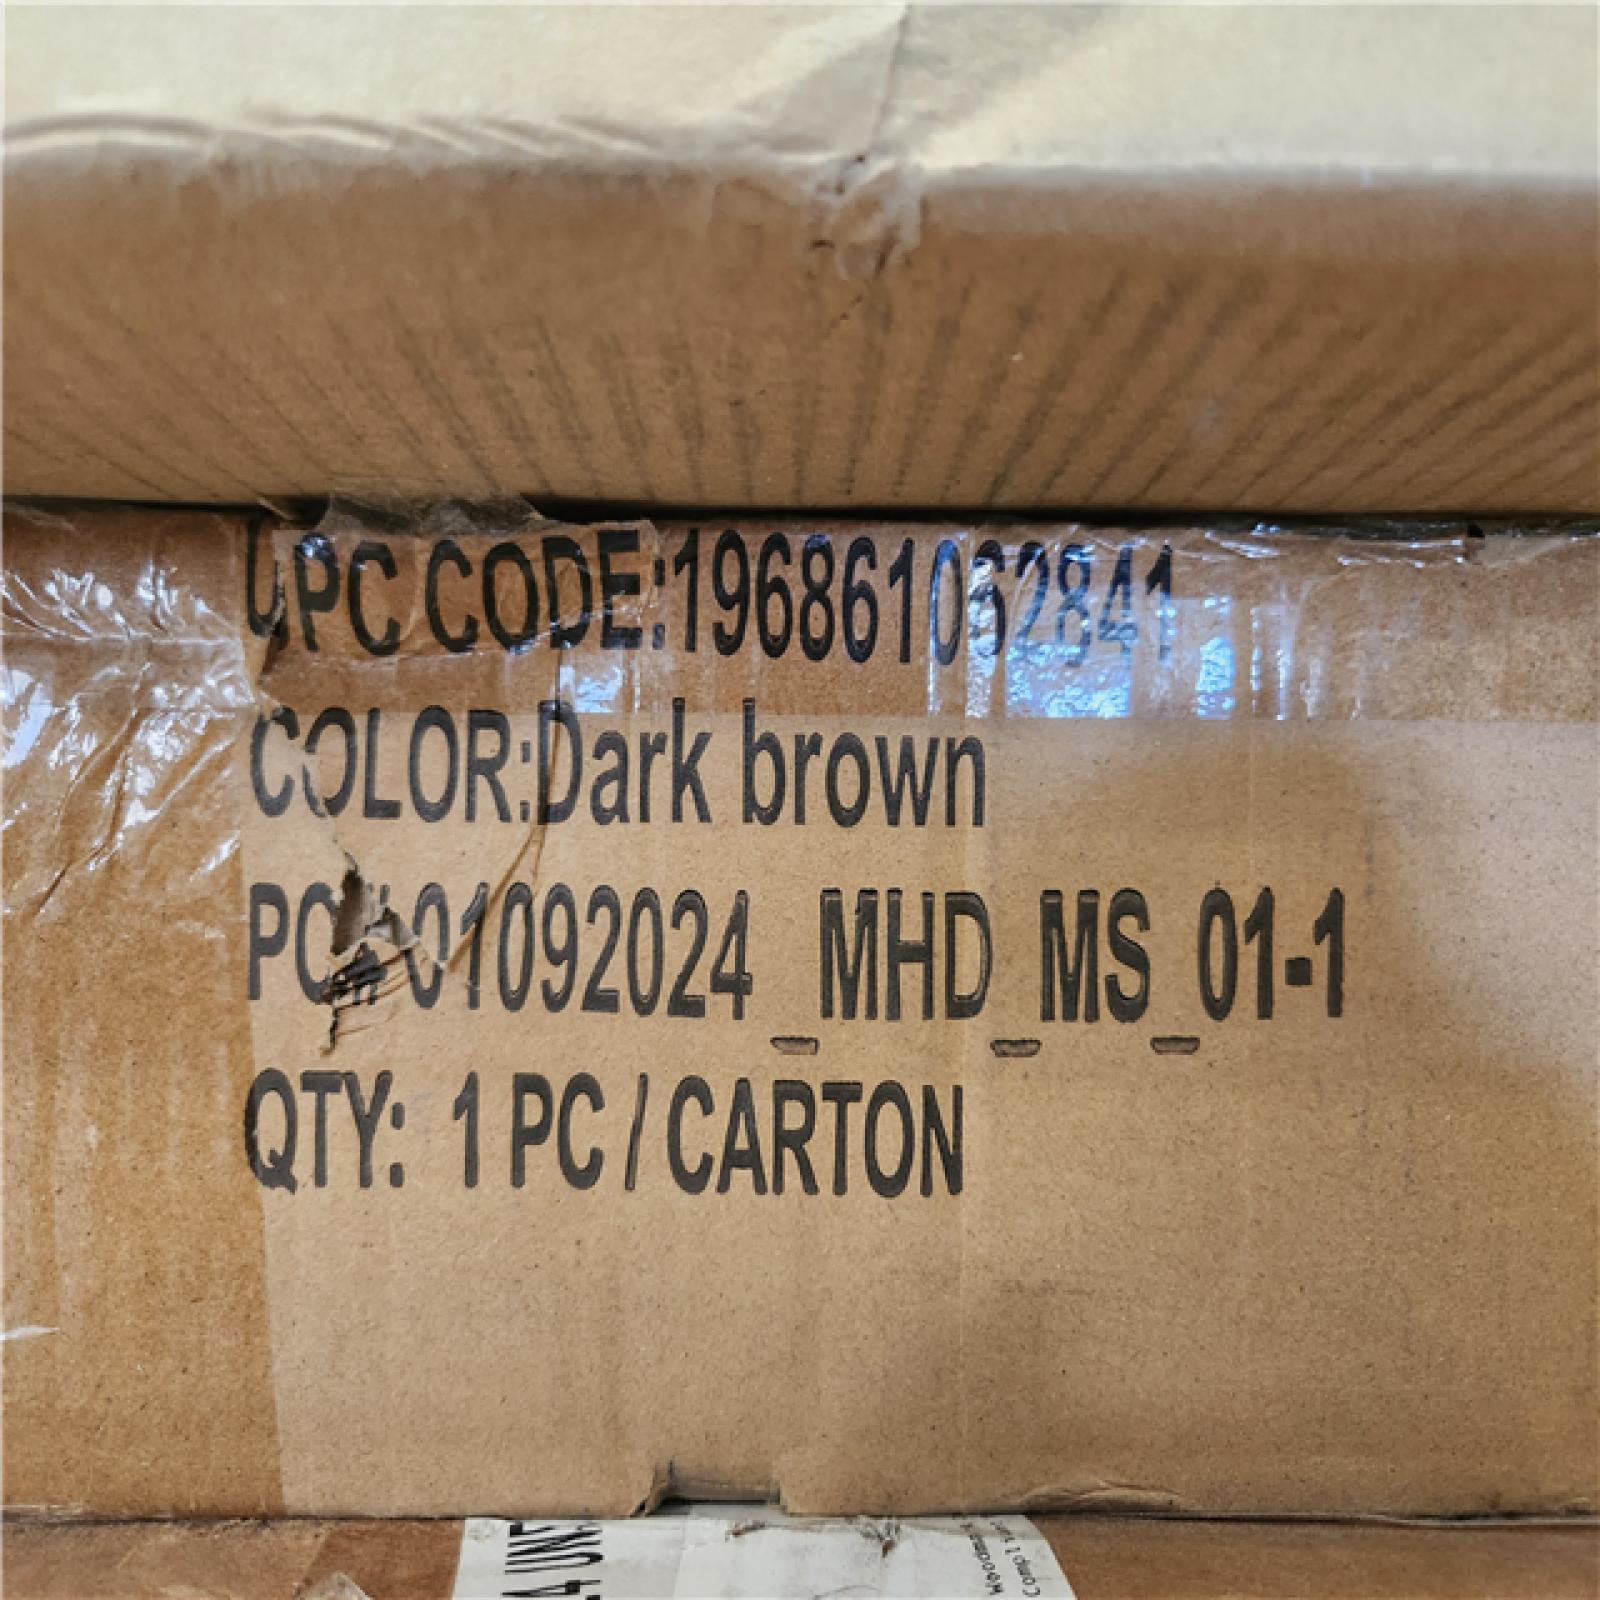 UPC CODE:196861062841
COLOR:Dark brown
PO# 01092024_MHD_MS_01-1
QTY: 1 PC / CARTON